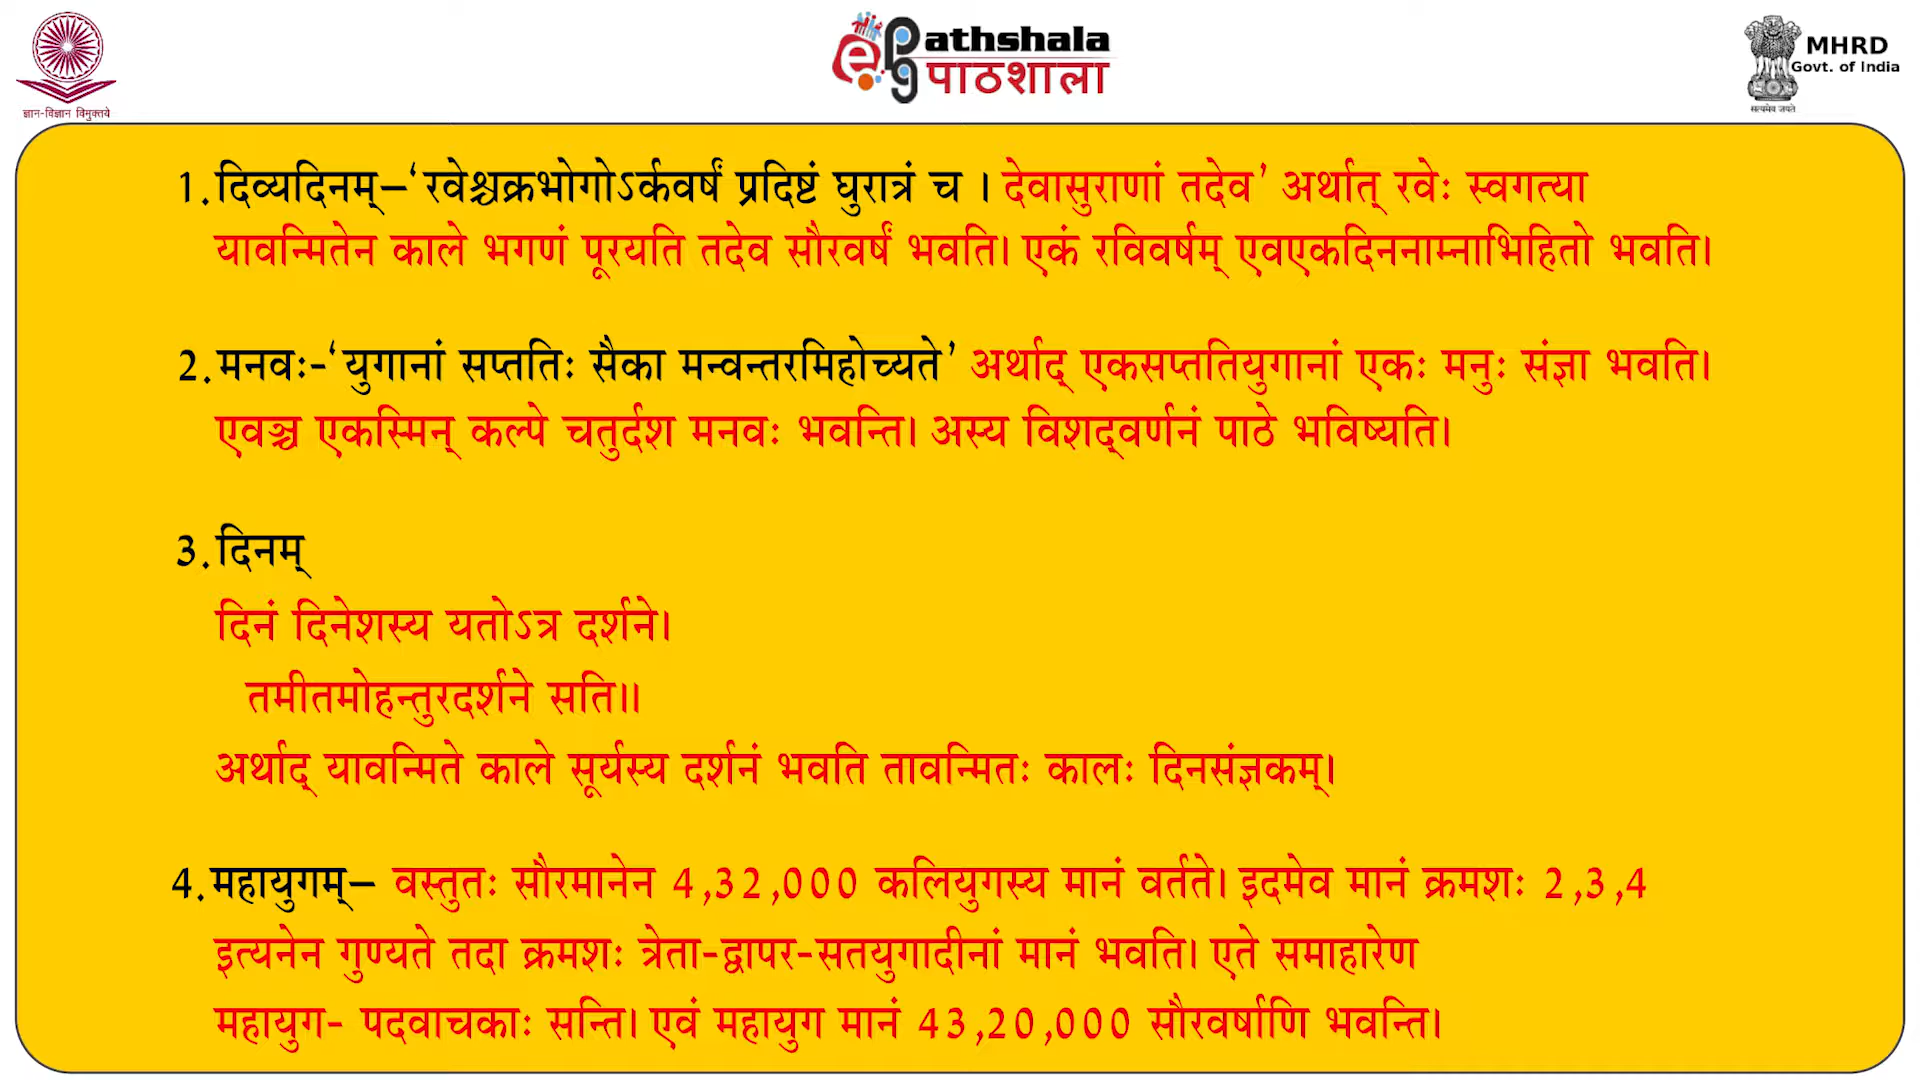 ज्ञान-विज्ञान विमुक्तये
ePathshala
पाठशाला
MHRD
Govt. of India
सत्यमेव जयते
1. दिव्यदिनम्–‘रवेश्चक्रभोगोऽर्कवर्षं प्रदिष्टं घुरात्रं च । देवासुराणां तदेव’ अर्थात् रवेः स्वगत्या
यावन्मितेन काले भगणं पूरयति तदेव सौरवर्षं भवति। एकं रविवर्षम् एवएकदिननाम्नाभिहितो भवति।
2. मनवः-‘युगानां सप्ततिः सैका मन्वन्तरमिहोच्यते’ अर्थाद् एकसप्ततियुगानां एकः मनुः संज्ञा भवति।
एवञ्च एकस्मिन् कल्पे चतुर्दश मनवः भवन्ति। अस्य विशद्वर्णनं पाठे भविष्यति।
3. दिनम्
दिनं दिनेशस्य यतोऽत्र दर्शने।
तमीतमोहन्तुरदर्शने सति॥
अर्थाद् यावन्मिते काले सूर्यस्य दर्शनं भवति तावन्मितः कालः दिनसंज्ञकम्।
4. महायुगम्– वस्तुतः सौरमानेन 4,32,000 कलियुगस्य मानं वर्तते। इदमेव मानं क्रमशः 2,3,4
इत्यनेन गुण्यते तदा क्रमशः त्रेता-द्वापर-सतयुगादीनां मानं भवति। एते समाहारेण
महायुग- पदवाचकाः सन्ति। एवं महायुग मानं 43,20,000 सौरवर्षाणि भवन्ति।